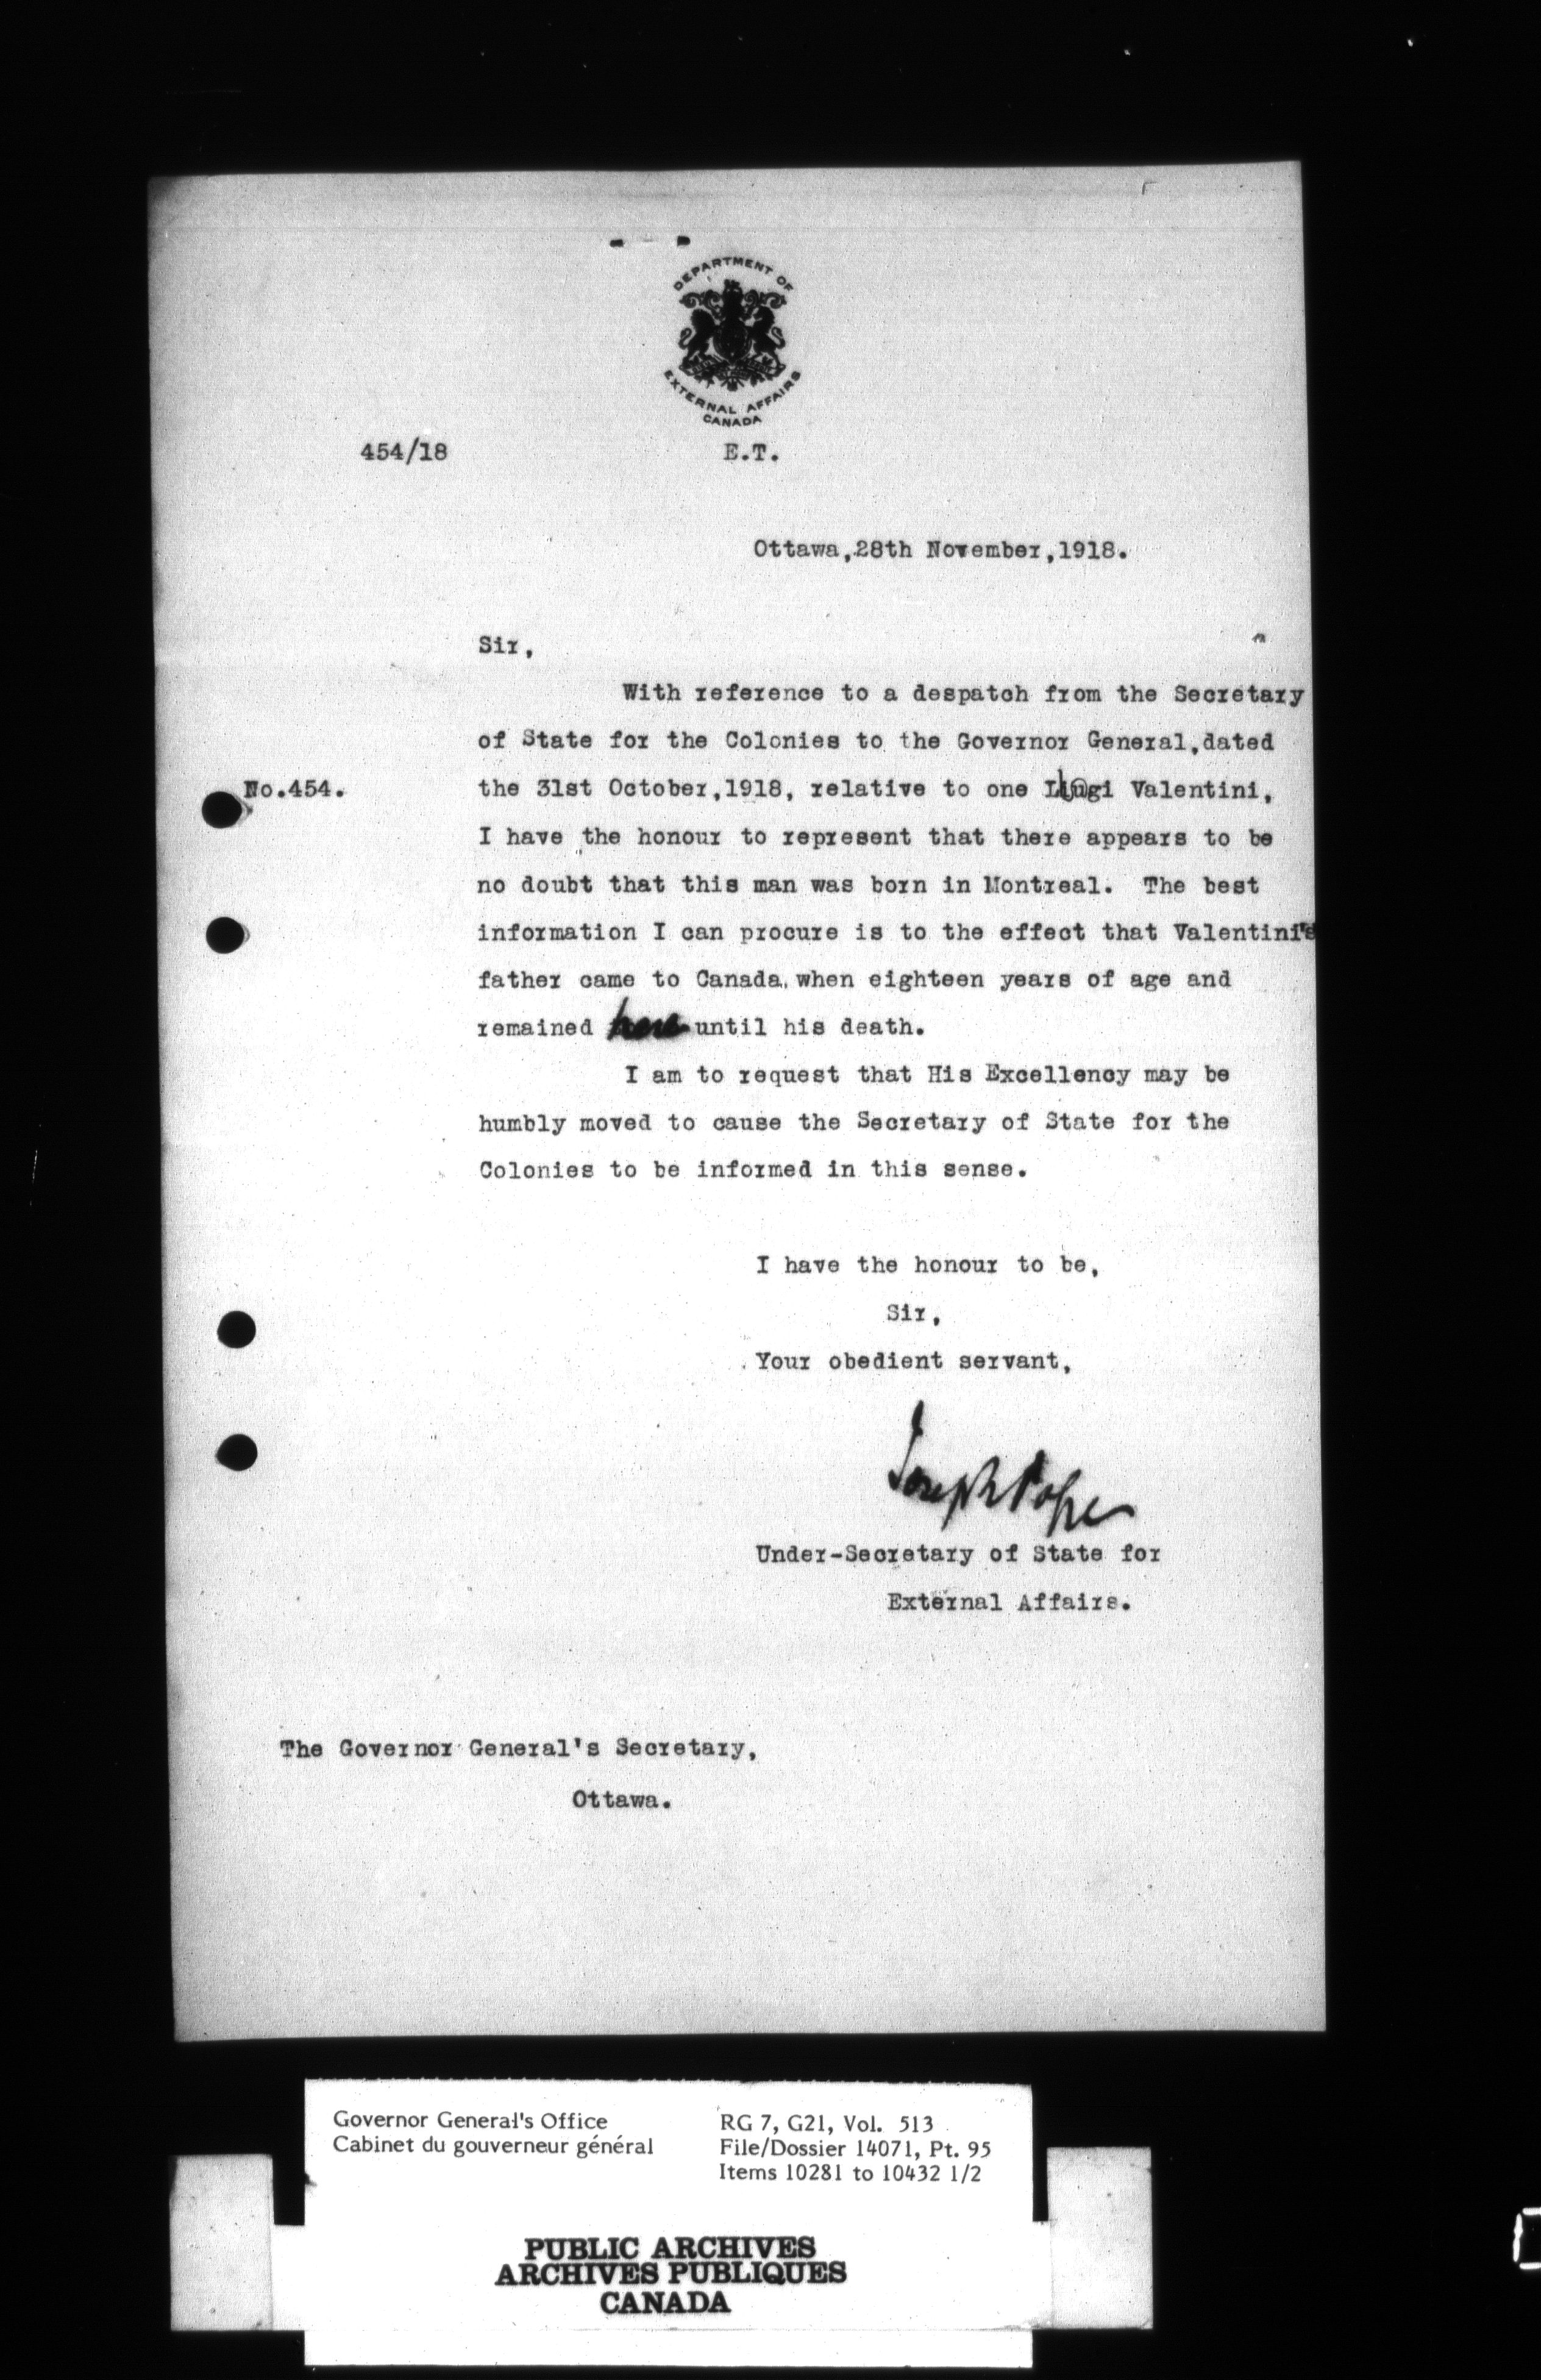 DEPARTMENT OF
EXTERNAL AFFAIRS
CANADA
454/18 E.T.
Ottawa, 28th November, 1918.
Sir,
With reference to a despatch from the Secretary
of State for the Colonies to the Governor General, dated
No.454. the 31st October, 1918, relative to one Luigi Valentini,
I have the honour to represent that there appears to be
no doubt that this man was born in Montreal. The best
information I can procure is to the effect that Valentini's
father came to Canada, when eighteen years of age and
remained here until his death.
I am to request that His Excellency may be
humbly moved to cause the Secretary of State for the
Colonies to be informed in this sense.
I have the honour to be,
Sir,
Your obedient servant,
Joseph Pope
Under-Secretary of State for
External Affairs.
The Governor General's Secretary,
Ottawa.
Governor General's Office
Cabinet du gouverneur général
RG 7, G21, Vol. 513
File/Dossier 14071, Pt. 95
Items 10281 to 10432 1/2
PUBLIC ARCHIVES
ARCHIVES PUBLIQUES
CANADA